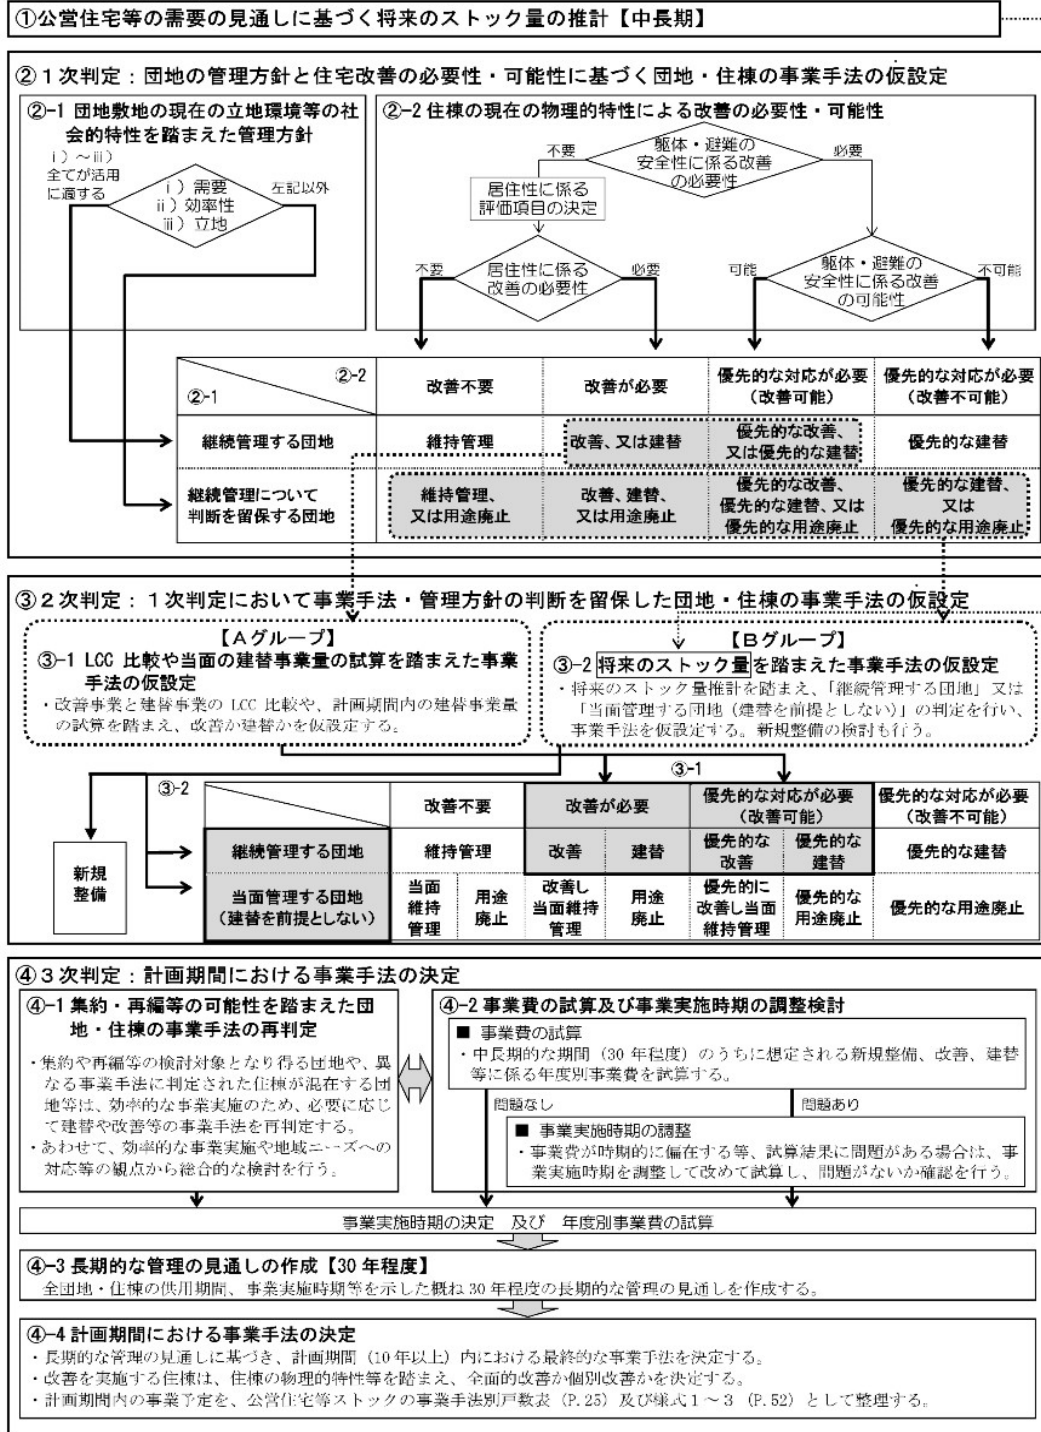 ①公営住宅等の需要の見通しに基づく将来のストック量の推計【中長期】
②１次判定：団地の管理方針と住宅改善の必要性・可能性に基づく団地・住棟の事業手法の仮設定
②-1 団地敷地の現在の立地環境等の社
会的特性を踏まえた管理方針
ⅰ）～ⅲ）
全てが活用
に適する
ⅰ）需要
ⅱ）効率性
ⅲ）立地
左記以外
②-2 住棟の現在の物理的特性による改善の必要性・可能性
不要
躯体・避難の
安全性に係る改善
の必要性
必要
居住性に係る
評価項目の決定
不要
居住性に係る
改善の必要性
必要
可能
躯体・避難の
安全性に係る改善
の可能性
不可能
②-2
②-1
改善不要
改善が必要
優先的な対応が必要
（改善可能）
優先的な対応が必要
（改善不可能）
継続管理する団地
維持管理
改善、又は建替
優先的な改善、
又は優先的な建替
優先的な建替
継続管理について
判断を留保する団地
維持管理、
又は用途廃止
改善、建替、
又は用途廃止
優先的な改善、
優先的な建替、又は
優先的な用途廃止
優先的な建替、
又は
優先的な用途廃止
③２次判定：１次判定において事業手法・管理方針の判断を留保した団地・住棟の事業手法の仮設定
【Ａグループ】
③-1 LCC 比較や当面の建替事業量の試算を踏まえた事業
手法の仮設定
・改善事業と建替事業の LCC 比較や、計画期間内の建替事業量
の試算を踏まえ、改善か建替かを仮設定する。
【Ｂグループ】
③-2 将来のストック量を踏まえた事業手法の仮設定
・将来のストック量推計を踏まえ、「継続管理する団地」又は
「当面管理する団地（建替を前提としない）」の判定を行い、
事業手法を仮設定する。新規整備の検討も行う。
③-1
③-2
新規
整備
改善不要
改善が必要
優先的な対応が必要
（改善可能）
優先的な対応が必要
（改善不可能）
継続管理する団地
維持管理
改善
建替
優先的な
改善
優先的な
建替
優先的な建替
当面管理する団地
（建替を前提としない）
当面
維持
管理
用途
廃止
改善し
当面維持
管理
用途
廃止
優先的に
改善し当面
維持管理
優先的な
用途廃止
優先的な用途廃止
④３次判定：計画期間における事業手法の決定
④-1 集約・再編等の可能性を踏まえた団
地・住棟の事業手法の再判定
・集約や再編等の検討対象となり得る団地や、異
なる事業手法に判定された住棟が混在する団
地等は、効率的な事業実施のため、必要に応じ
て建替や改善等の事業手法を再判定する。
・あわせて、効率的な事業実施や地域ニーズへの
対応等の観点から総合的な検討を行う。
④-2 事業費の試算及び事業実施時期の調整検討
■ 事業費の試算
・中長期的な期間（30 年程度）のうちに想定される新規整備、改善、建替
等に係る年度別事業費を試算する。
問題なし
問題あり
■ 事業実施時期の調整
・事業費が時期的に偏在する等、試算結果に問題がある場合は、事
業実施時期を調整して改めて試算し、問題がないか確認を行う。
事業実施時期の決定　及び　年度別事業費の試算
④-3 長期的な管理の見通しの作成【30 年程度】
全団地・住棟の供用期間、事業実施時期等を示した概ね 30 年程度の長期的な管理の見通しを作成する。
④-4 計画期間における事業手法の決定
・長期的な管理の見通しに基づき、計画期間（10 年以上）内における最終的な事業手法を決定する。
・改善を実施する住棟は、住棟の物理的特性等を踏まえ、全面的改善か個別改善かを決定する。
・計画期間内の事業予定を、公営住宅等ストックの事業手法別戸数表（P.25）及び様式１～３（P.52）として整理する。